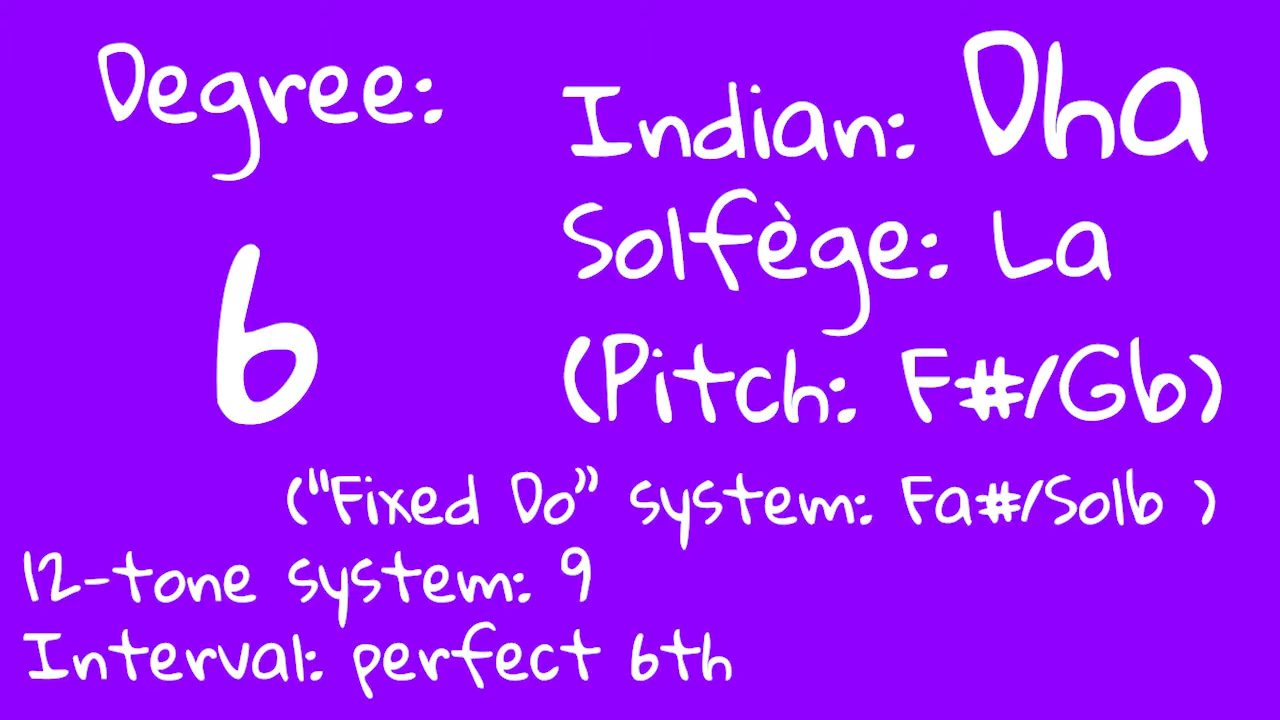 Degree:
6
Indian: Dha
Solfège: La
(Pitch: F#/Gb)
("Fixed Do" system: Fa#/Solb )
12-tone system: 9
Interval: perfect 6th